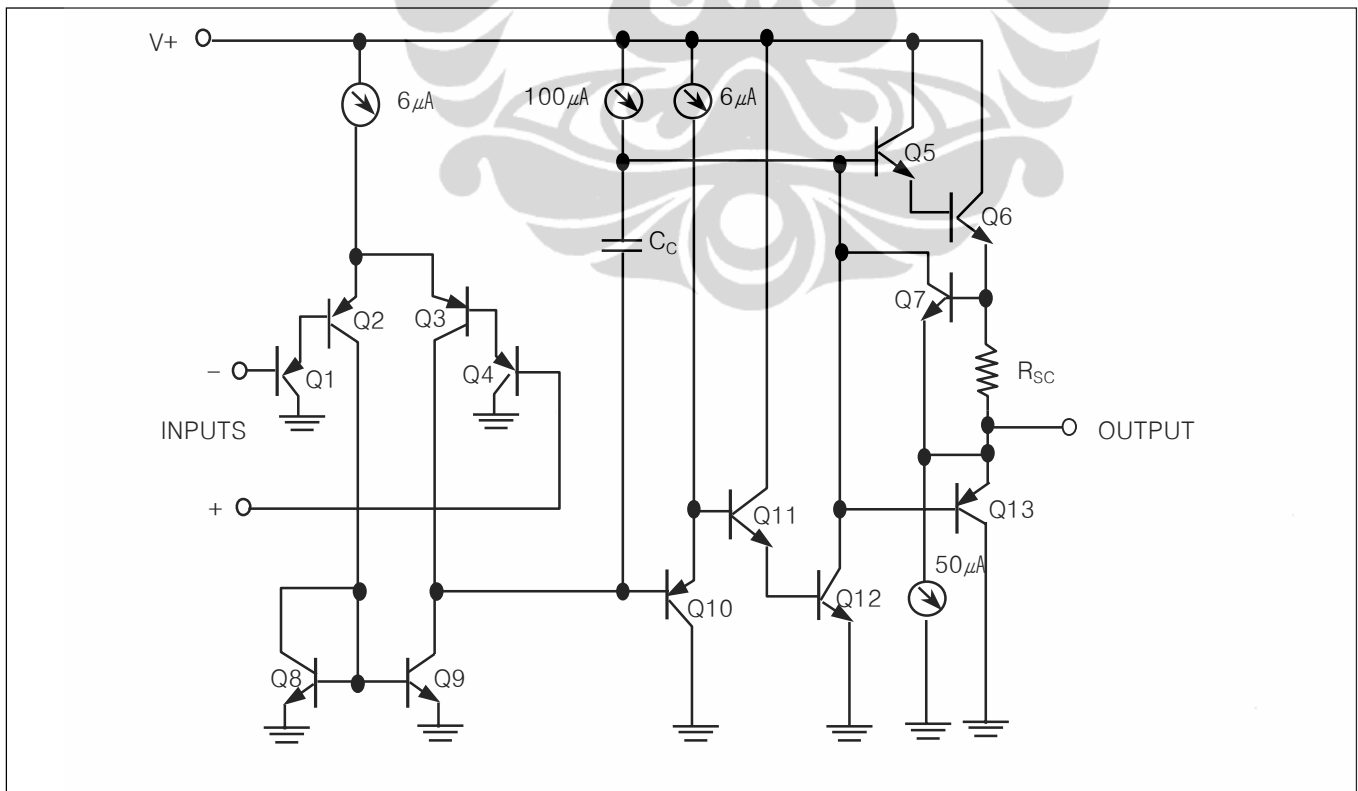 V+
6μA
100μA
6μA
Q5
Q6
CC
Q2
Q3
Q7
Q1
Q4
RSC
INPUTS
OUTPUT
−
+
Q11
Q13
50μA
Q10
Q12
Q8
Q9